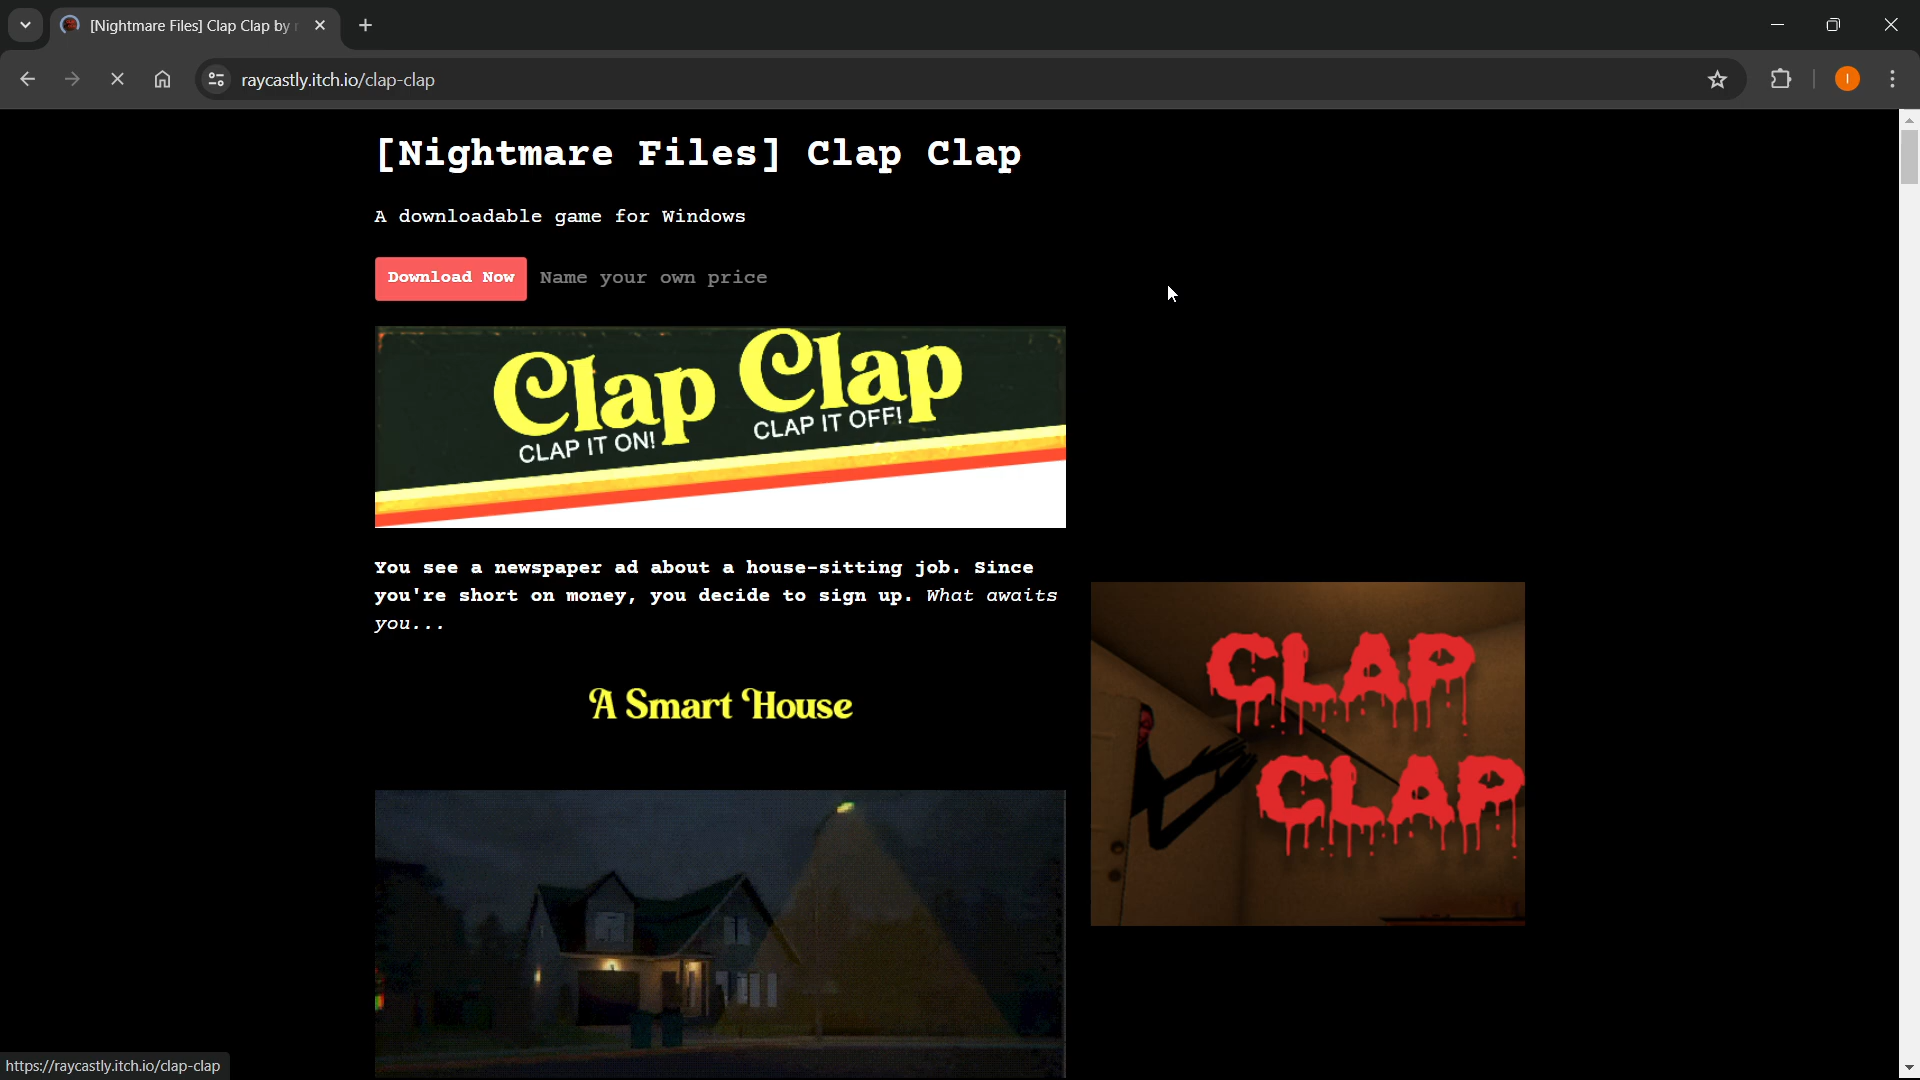 [Nightmare Files] Clap Clap by
raycastly.itch.io/clap-clap
[Nightmare Files] Clap Clap
A downloadable game for Windows
Download Now
Name your own price
Clap Clap
CLAP IT ON! CLAP IT OFF!
You see a newspaper ad about a house-sitting job. Since
you're short on money, you decide to sign up. What awaits
you...
A Smart House
CLAP
CLAP
https://raycastly.itch.io/clap-clap